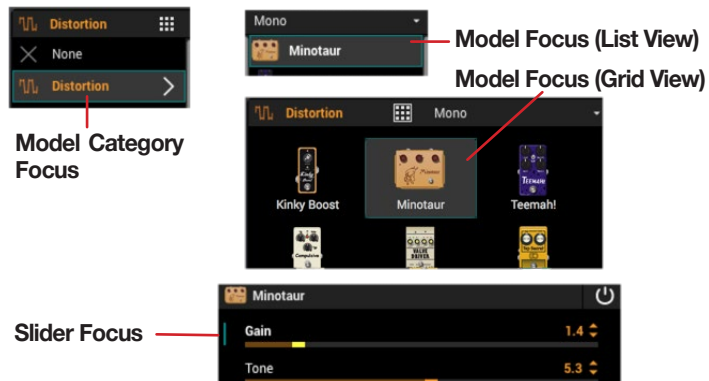 Distortion
None
Distortion
Model Category
Focus
Mono
Minotaur
Model Focus (List View)
Model Focus (Grid View)
Distortion Mono
Kinky Boost Minotaur Teemah!
Slider Focus
Minotaur
Gain 1.4
Tone 5.3